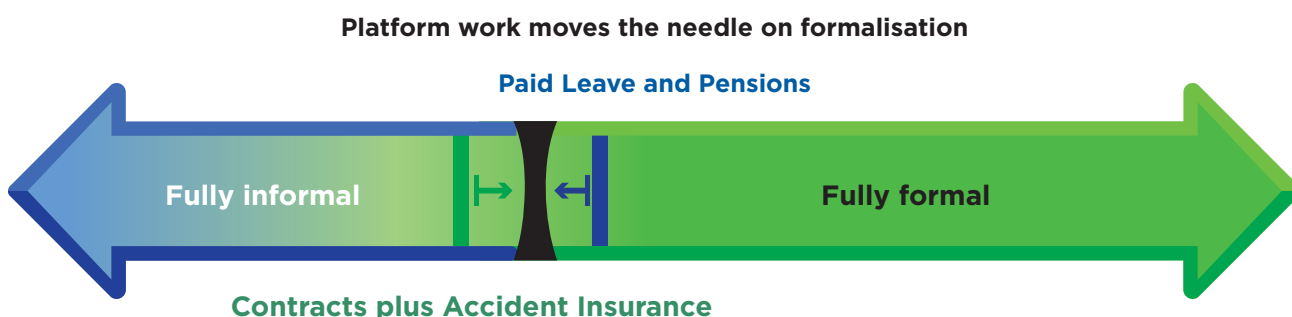 Platform work moves the needle on formalisation
Paid Leave and Pensions
Fully informal
Fully formal
Contracts plus Accident Insurance